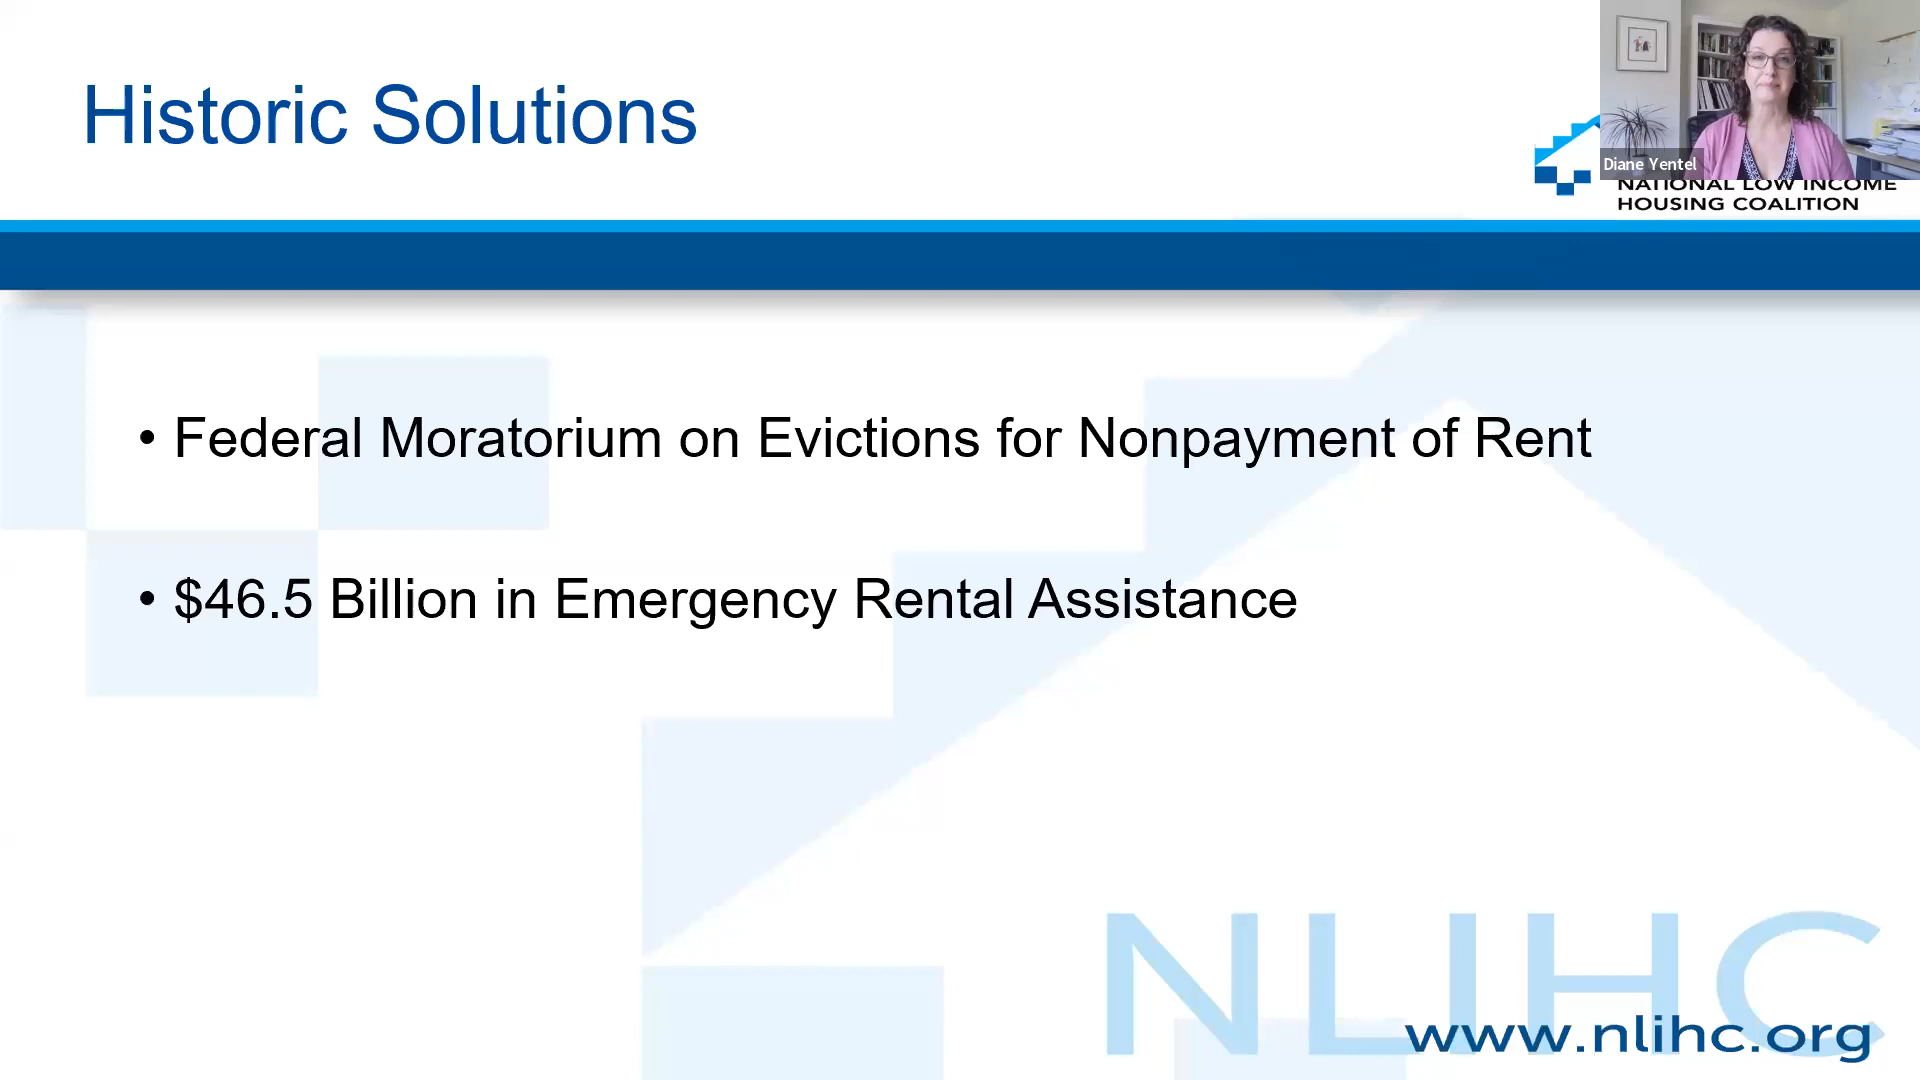 Historic Solutions
Diane Yentel
NATIONAL LOW INCOME
HOUSING COALITION
• Federal Moratorium on Evictions for Nonpayment of Rent
• $46.5 Billion in Emergency Rental Assistance
NLIHC
www.nlihc.org